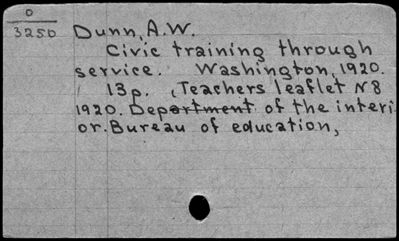 0
3250
Dunn, A.W.
Civic training through
service. Washington, 1920.
13p. (Teachers leaflet N8
1920. Department of the interi
or. Bureau of education,